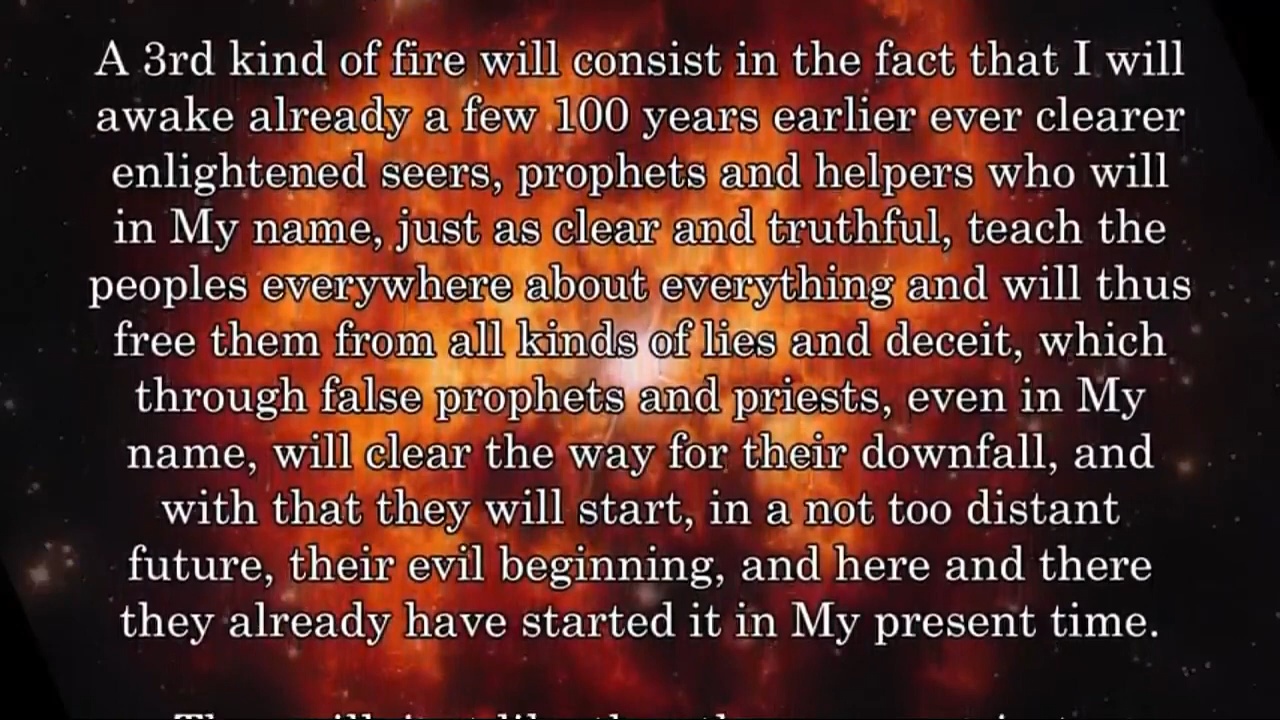 A 3rd kind of fire will consist in the fact that I will
awake already a few 100 years earlier ever clearer
enlightened seers, prophets and helpers who will
in My name, just as clear and truthful, teach the
peoples everywhere about everything and will thus
free them from all kinds of lies and deceit, which
through false prophets and priests, even in My
name, will clear the way for their downfall, and
with that they will start, in a not too distant
future, their evil beginning, and here and there
they already have started it in My present time.